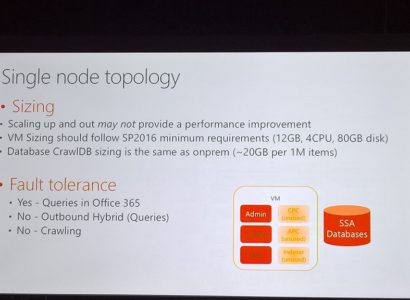 Single node topology
• Sizing
• Scaling up and out may not provide a performance improvement
• VM Sizing should follow SP2016 minimum requirements (12GB, 4CPU, 80GB disk)
• Database CrawlDB sizing is the same as onprem (~20GB per 1M items)
• Fault tolerance
• Yes - Queries in Office 365
• No - Outbound Hybrid (Queries)
• No - Crawling
VM
Admin
CPC
(unused)
APC
(unused)
Indexer
(unused)
SSA
Databases